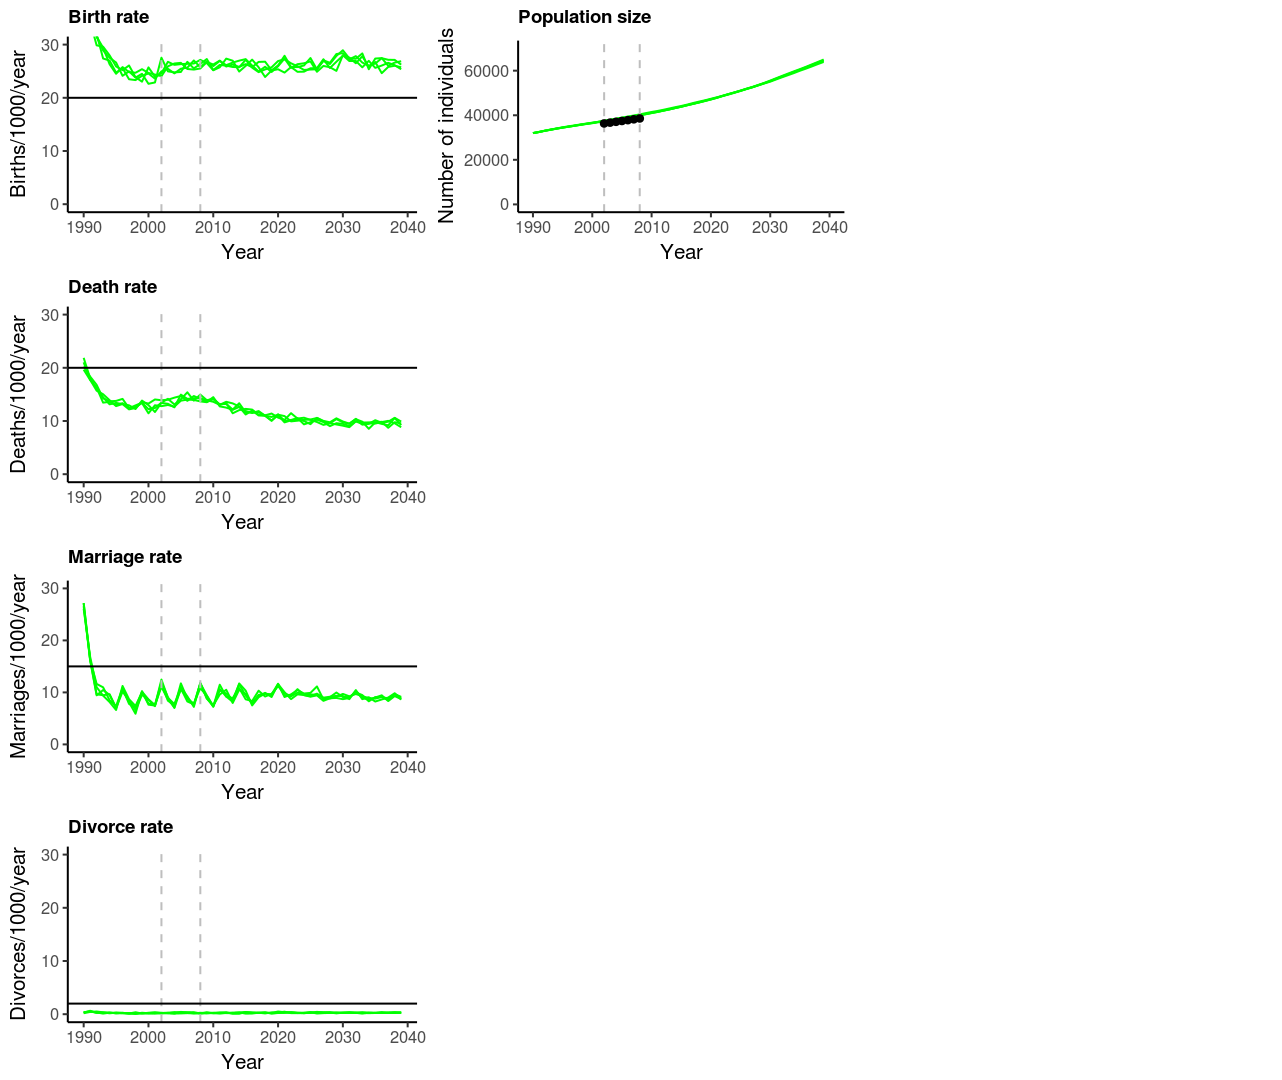 Birth rate
Births/1000/year
30
20
10
0
1990 2000 2010 2020 2030 2040
Year
Population size
Number of individuals
60000
40000
20000
0
1990 2000 2010 2020 2030 2040
Year
Death rate
Deaths/1000/year
30
20
10
0
1990 2000 2010 2020 2030 2040
Year
Marriage rate
Marriages/1000/year
30
20
10
0
1990 2000 2010 2020 2030 2040
Year
Divorce rate
Divorces/1000/year
30
20
10
0
1990 2000 2010 2020 2030 2040
Year